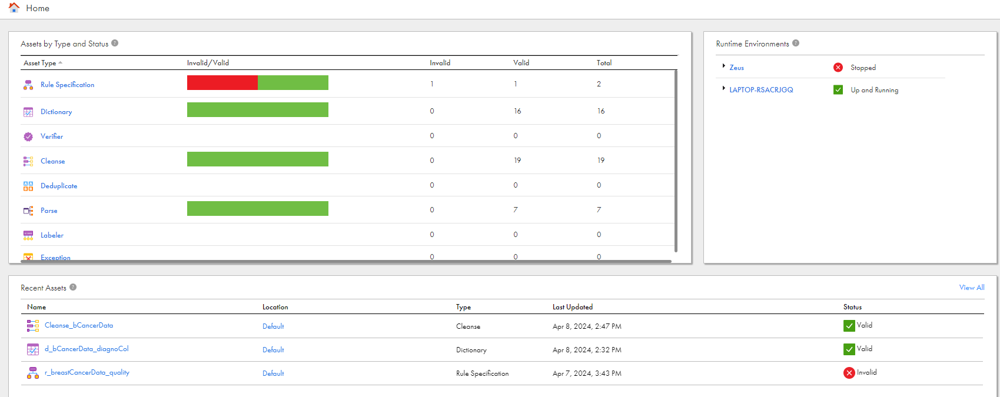 Home
Assets by Type and Status
Asset Type Invalid/Valid Invalid Valid Total
Rule Specification 1 1 2
Dictionary 0 16 16
Verifier 0 0 0
Cleanse 0 19 19
Deduplicate 0 0 0
Parse 0 7 7
Labeler 0 0 0
Exception 0 0 0
Runtime Environments
Zeus Stopped
LAPTOP-RSACRJGQ Up and Running
Recent Assets View All
Name Location Type Last Updated Status
Cleanse_bCancerData Default Cleanse Apr 8, 2024, 2:47 PM Valid
d_bCancerData_diagnoCol Default Dictionary Apr 8, 2024, 2:32 PM Valid
r_breastCancerData_quality Default Rule Specification Apr 7, 2024, 3:43 PM Invalid